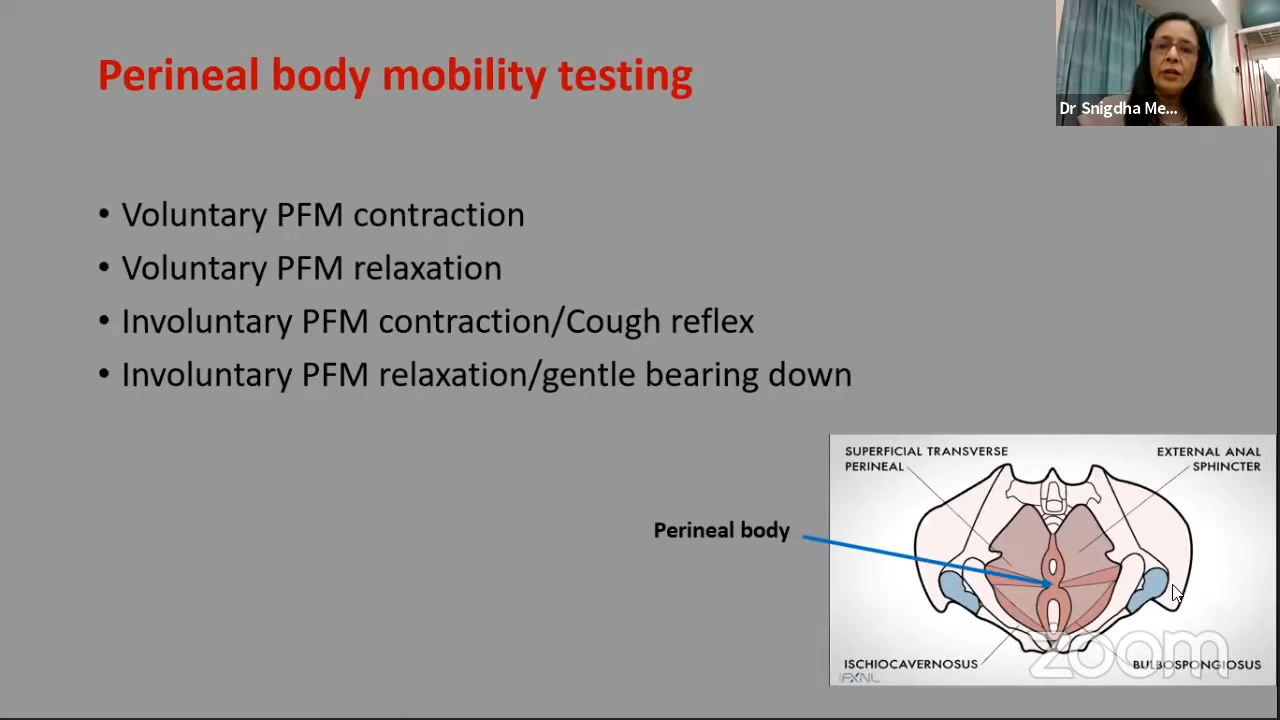 Perineal body mobility testing
Dr Snigdha Me...
• Voluntary PFM contraction
• Voluntary PFM relaxation
• Involuntary PFM contraction/Cough reflex
• Involuntary PFM relaxation/gentle bearing down
SUPERFICIAL TRANSVERSE
PERINEAL
EXTERNAL ANAL
SPHINCTER
Perineal body
ISCHIOCAVERNOSUS
BULBOSPONGIOSUS
zoom